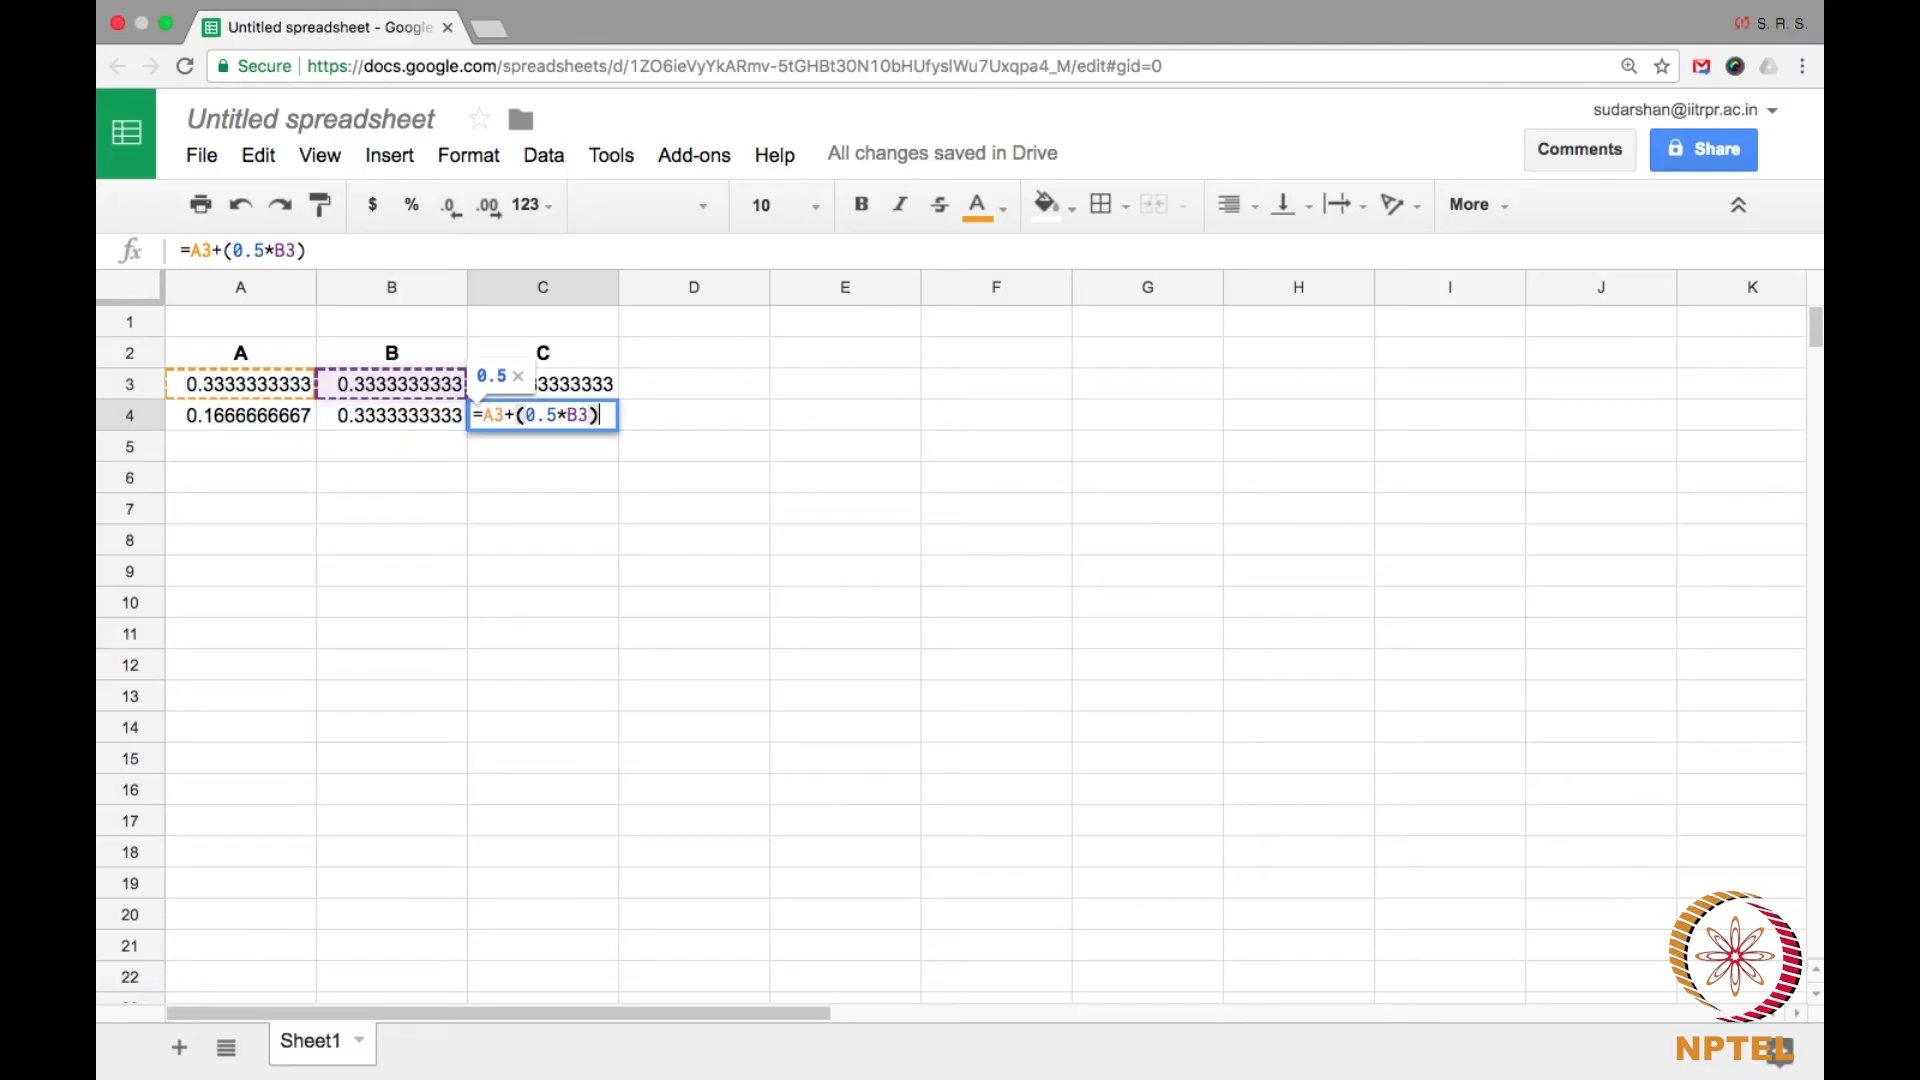 Untitled spreadsheet - Google
S. R. S.
Secure https://docs.google.com/spreadsheets/d/1ZO6ieVyYkARmv-5tGHBt30N10bHUfysIWu7Uxqpa4_M/edit#gid=0
Untitled spreadsheet
sudarshan@iitrpr.ac.in
File Edit View Insert Format Data Tools Add-ons Help All changes saved in Drive
Comments Share
$ % .0 .00 123 10 B I S A More
fx =A3+(0.5*B3)
A B C D E F G H I J K
1
2 A B C
0.5 ×
3 0.3333333333 0.3333333333 33333333
4 0.1666666667 0.3333333333 =A3+(0.5*B3)
5
6
7
8
9
10
11
12
13
14
15
16
17
18
19
20
21
22
Sheet1
NPTEL